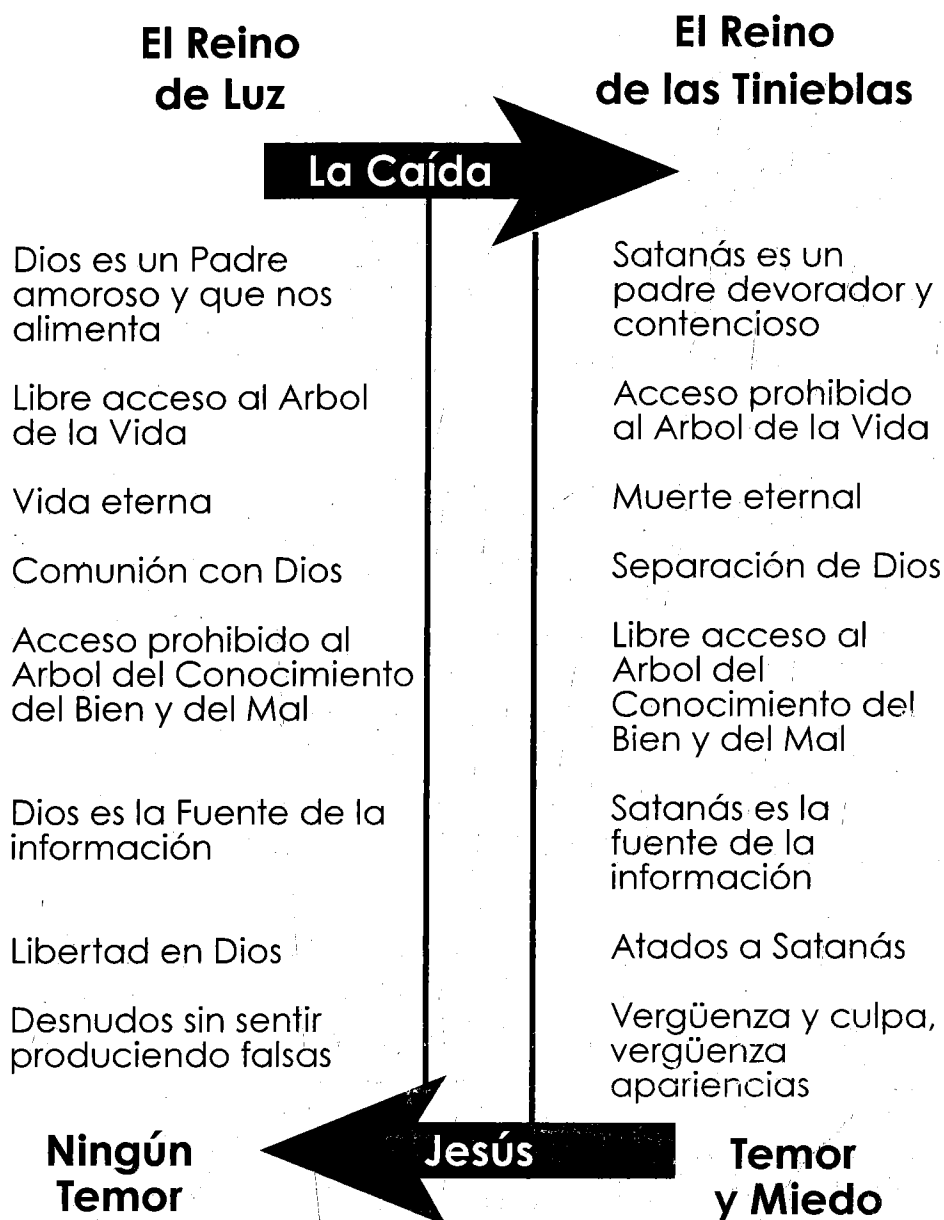 El Reino
de Luz
El Reino
de las Tinieblas
La Caída
Dios es un Padre
amoroso y que nos
alimenta
Satanás es un
padre devorador y
contencioso
Libre acceso al Arbol
de la Vida
Acceso prohibido
al Arbol de la Vida
Vida eterna
Muerte eternal
Comunión con Dios
Separación de Dios
Acceso prohibido al
Arbol del Conocimiento
del Bien y del Mal
Libre acceso al
Arbol del
Conocimiento del
Bien y del Mal
Dios es la Fuente de la
información
Satanás es la
fuente de la
información
Libertad en Dios
Atados a Satanás
Desnudos sin sentir
produciendo falsas
Vergüenza y culpa,
vergüenza
apariencias
Jesús
Ningún
Temor
Temor
y Miedo